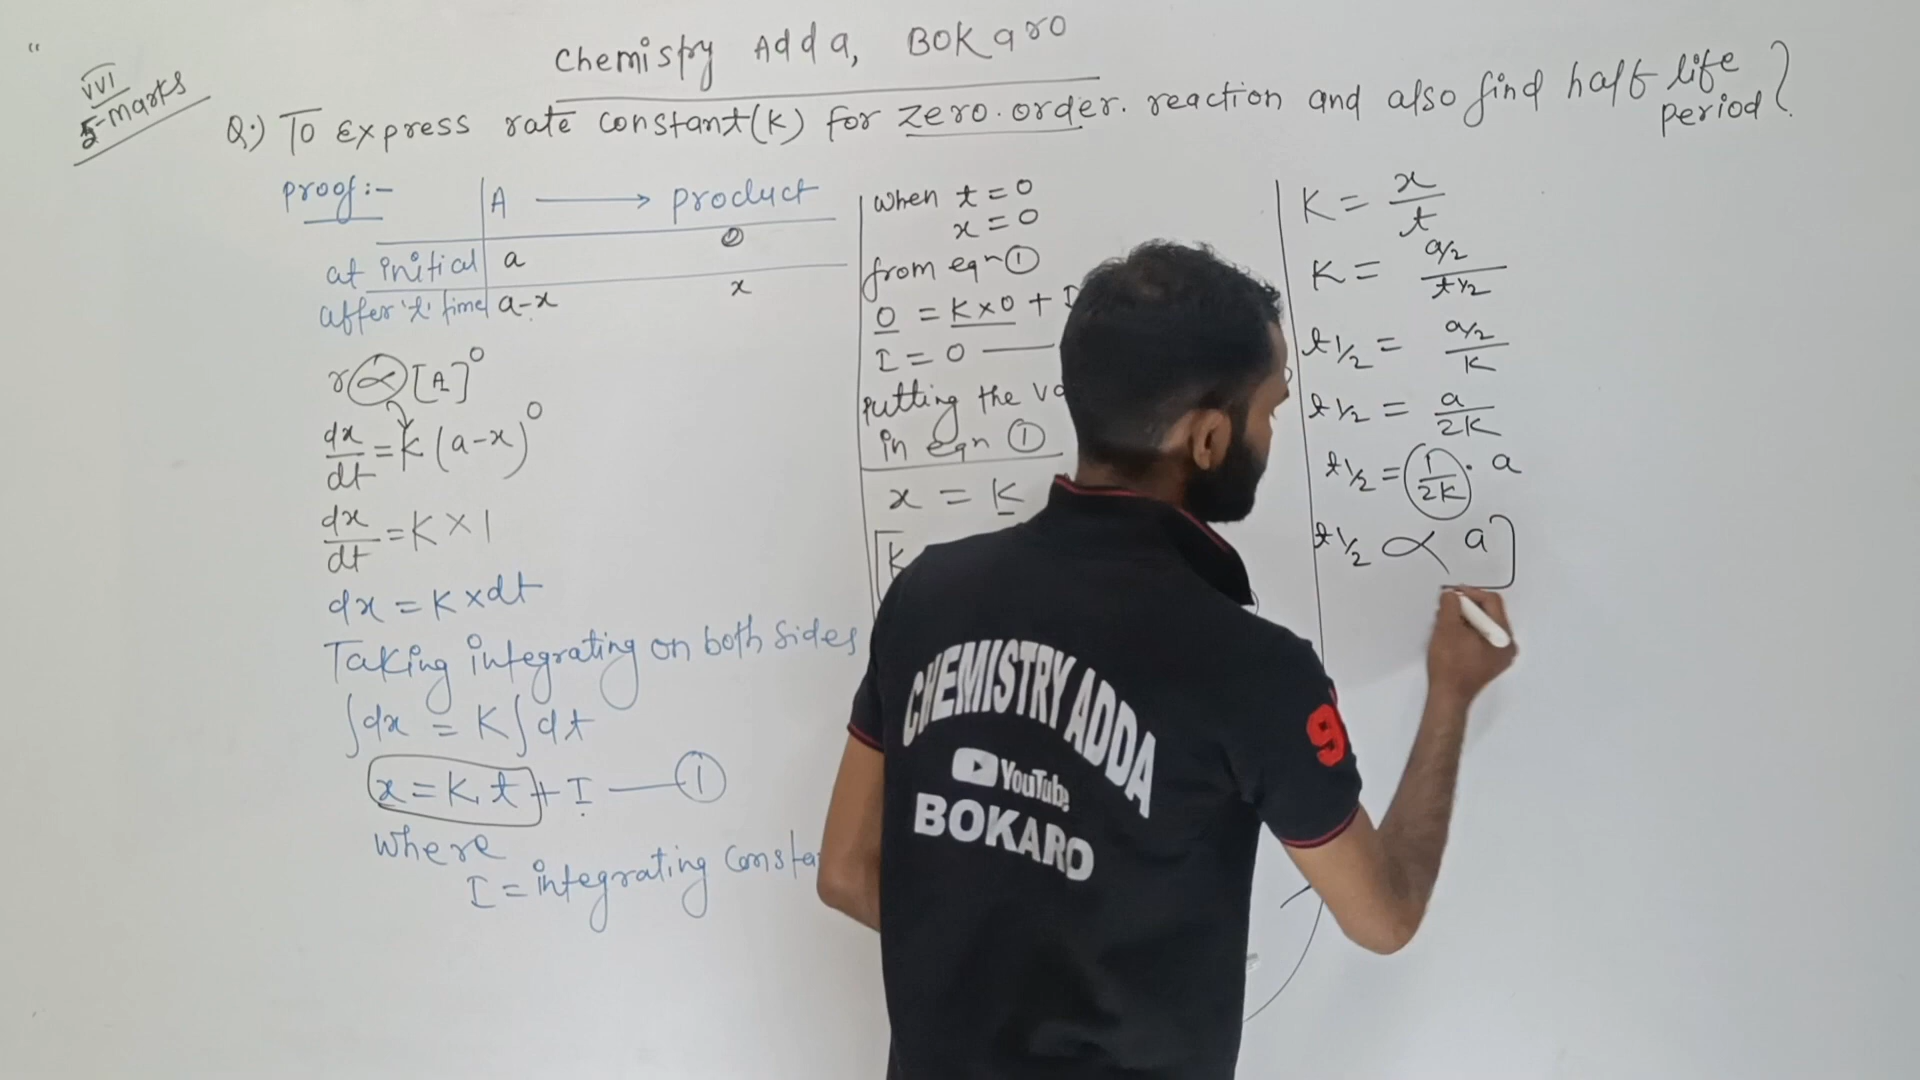 Chemistry Adda, BOKaro
VVI
5-marks
Q:) To express rate constant(K) for zero.order. reaction and also find half life period?
proof:-
A ⟶ product
at initial a 0
after 't' time a-x x
r ∝ [A]⁰
dx/dt = K (a-x)⁰
dx/dt = K × 1
dx = K × dt
Taking integrating on both sides
∫dx = K∫dt
x = K.t + I —— ①
where
I = integrating
when t = 0
x = 0
from eqn ①
0 = K×0 +
I = 0 ——
putting the
in eqn ①
x = K
K
K = x/t
K = a/2 / t1/2
t1/2 = a/2 / K
t1/2 = a/2K
t1/2 = (1/2K) . a
t1/2 ∝ a
CHEMISTRY ADDA
YouTube
BOKARO
9